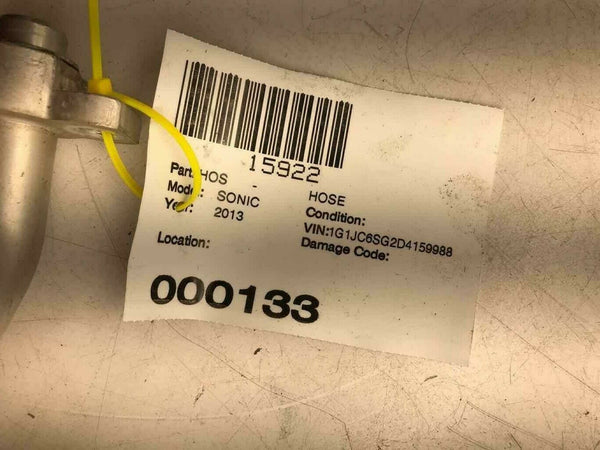 15922
Part: HOS - HOSE
Model: SONIC Condition:
Year: 2013 VIN:1G1JC6SG2D4159988
Damage Code:
Location:
000133